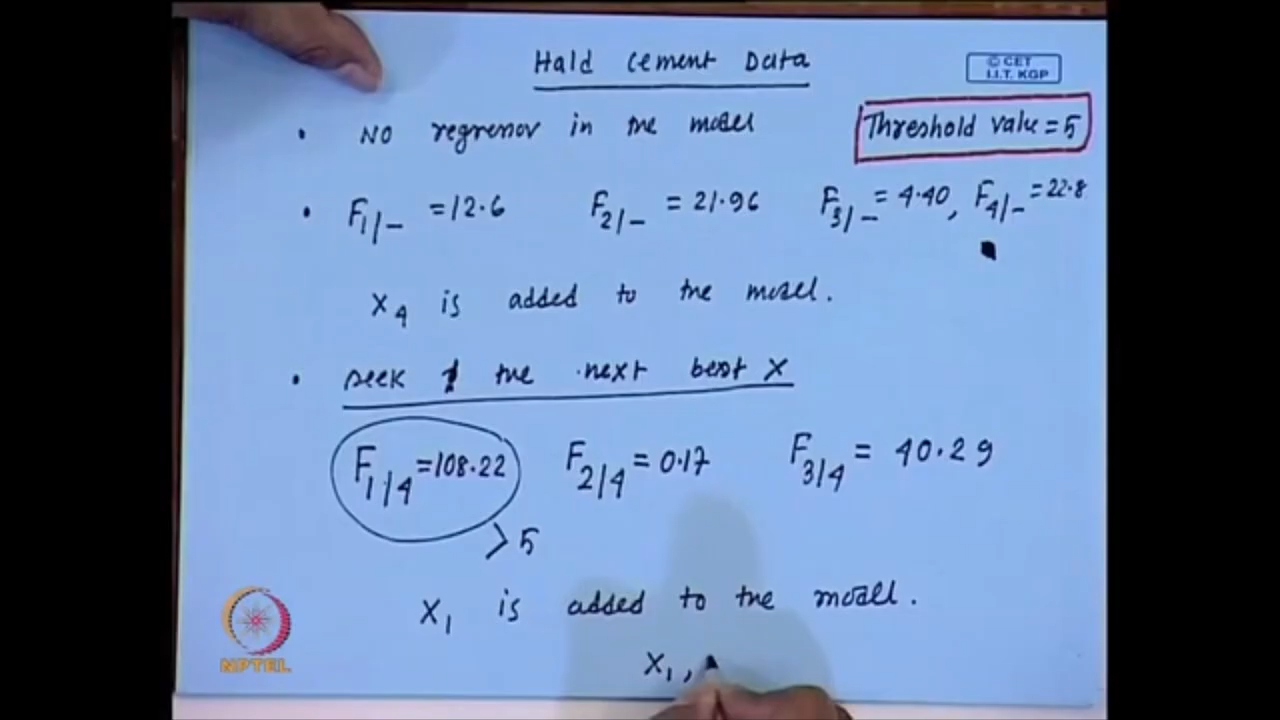 Hald Cement Data
© CET
I.I.T. KGP
• NO regressor in the model
Threshold value = 5
• F1/- = 12.6 F2/- = 21.96 F3/- = 4.40, F4/- = 22.8
X4 is added to the model.
• Seek the next best X
F1/4 = 108.22 F2/4 = 0.17 F3/4 = 40.29
> 5
X1 is added to the model.
X1,
NPTEL